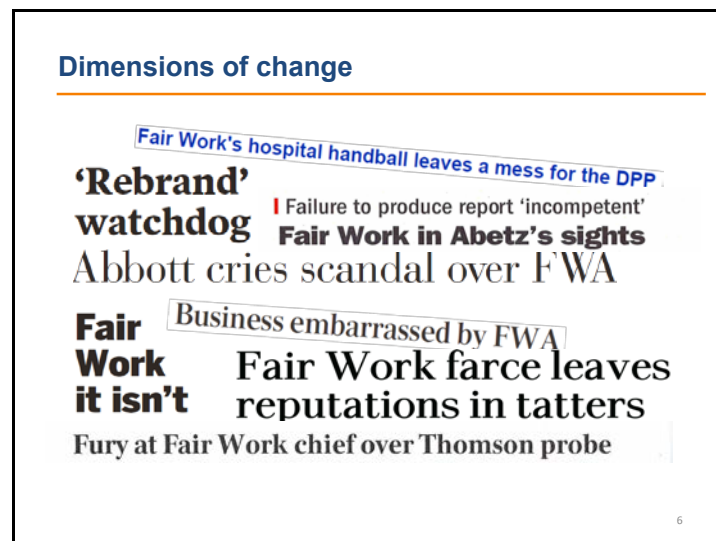 Dimensions of change
Fair Work's hospital handball leaves a mess for the DPP
‘Rebrand’
watchdog
Failure to produce report ‘incompetent’
Fair Work in Abetz’s sights
Abbott cries scandal over FWA
Business embarrassed by FWA
Fair
Work
it isn’t
Fair Work farce leaves
reputations in tatters
Fury at Fair Work chief over Thomson probe
6